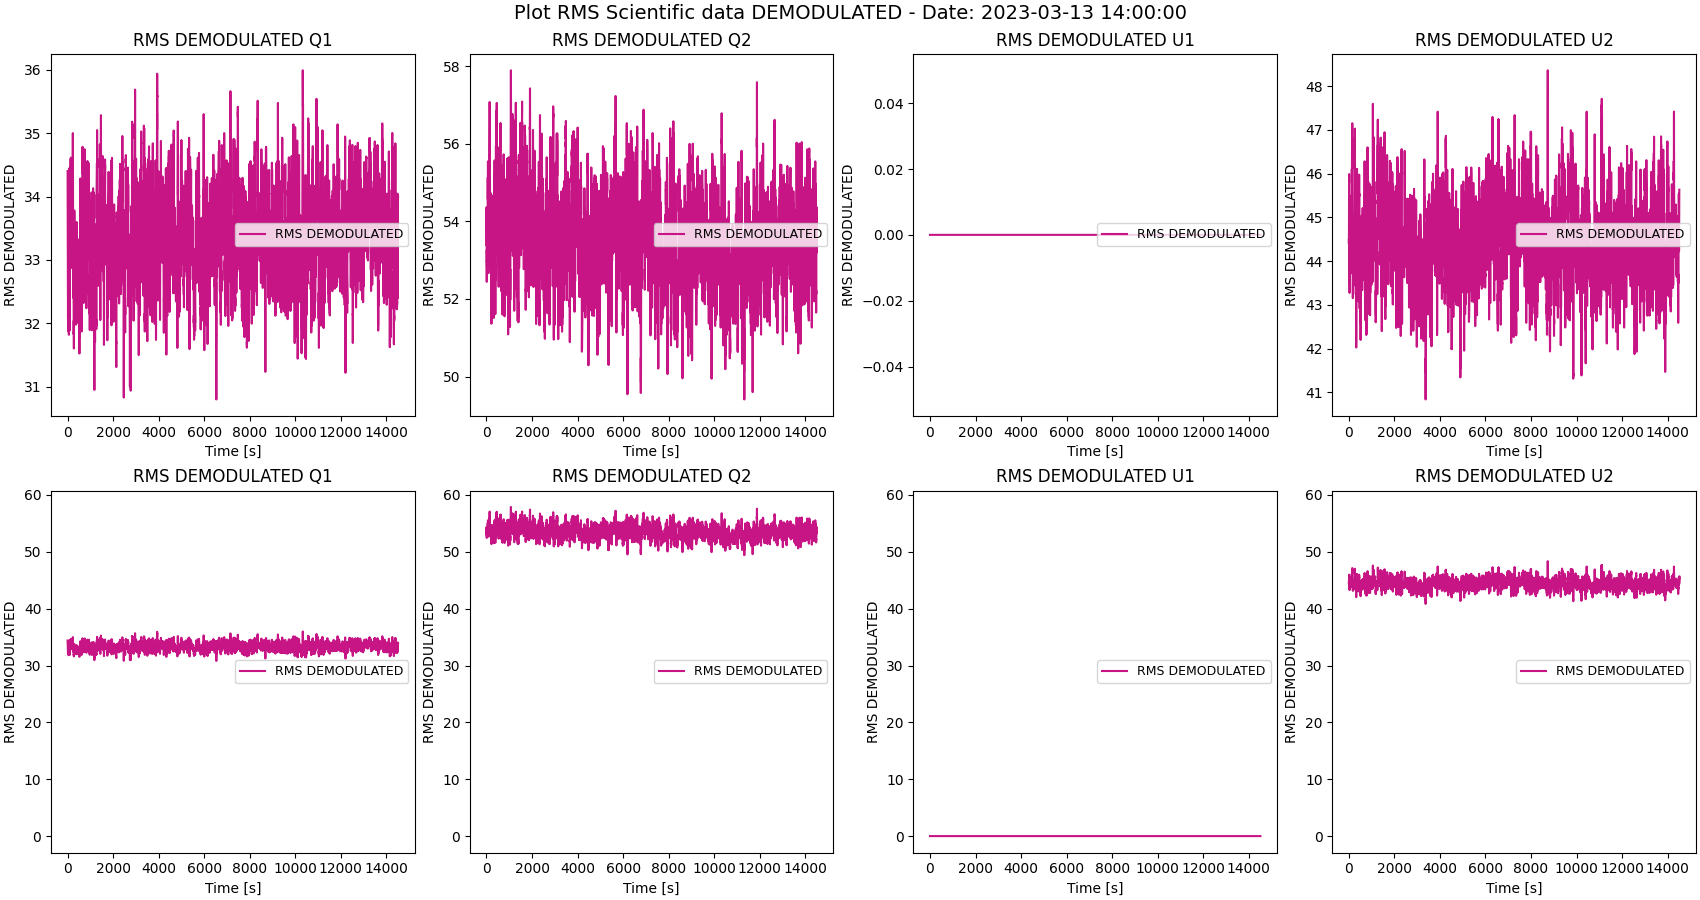 Plot RMS Scientific data DEMODULATED - Date: 2023-03-13 14:00:00
RMS DEMODULATED Q1
RMS DEMODULATED
36
35
34
33
32
31
RMS DEMODULATED
0 2000 4000 6000 8000 10000 12000 14000
Time [s]
RMS DEMODULATED Q2
RMS DEMODULATED
58
56
54
52
50
RMS DEMODULATED
0 2000 4000 6000 8000 10000 12000 14000
Time [s]
RMS DEMODULATED U1
RMS DEMODULATED
0.04
0.02
0.00
−0.02
−0.04
RMS DEMODULATED
0 2000 4000 6000 8000 10000 12000 14000
Time [s]
RMS DEMODULATED U2
RMS DEMODULATED
48
47
46
45
44
43
42
41
RMS DEMODULATED
0 2000 4000 6000 8000 10000 12000 14000
Time [s]
RMS DEMODULATED Q1
RMS DEMODULATED
60
50
40
30
20
10
0
RMS DEMODULATED
0 2000 4000 6000 8000 10000 12000 14000
Time [s]
RMS DEMODULATED Q2
RMS DEMODULATED
60
50
40
30
20
10
0
RMS DEMODULATED
0 2000 4000 6000 8000 10000 12000 14000
Time [s]
RMS DEMODULATED U1
RMS DEMODULATED
60
50
40
30
20
10
0
RMS DEMODULATED
0 2000 4000 6000 8000 10000 12000 14000
Time [s]
RMS DEMODULATED U2
RMS DEMODULATED
60
50
40
30
20
10
0
RMS DEMODULATED
0 2000 4000 6000 8000 10000 12000 14000
Time [s]